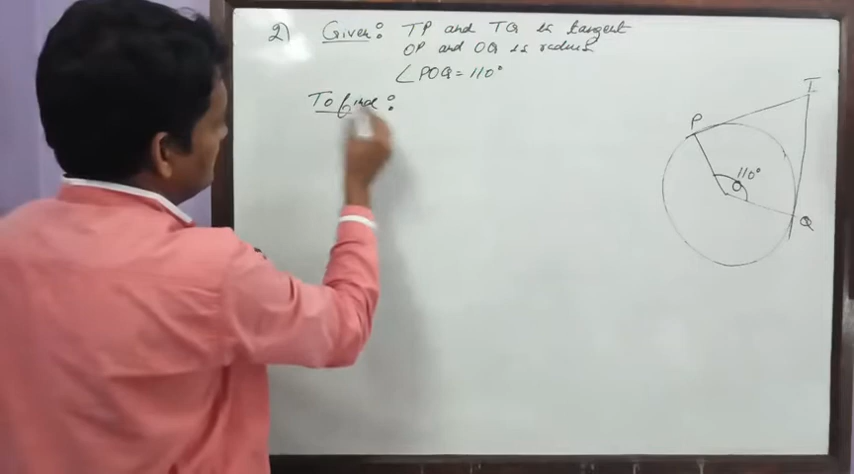 2) Given: TP and TQ is tangent
OP and OQ is radius
∠POQ = 110°
To find:
T
P
110°
O
Q